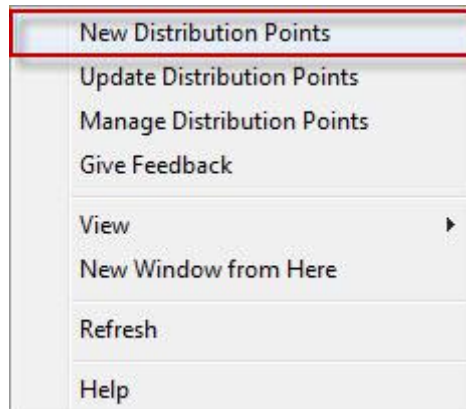 New Distribution Points
Update Distribution Points
Manage Distribution Points
Give Feedback
View
New Window from Here
Refresh
Help